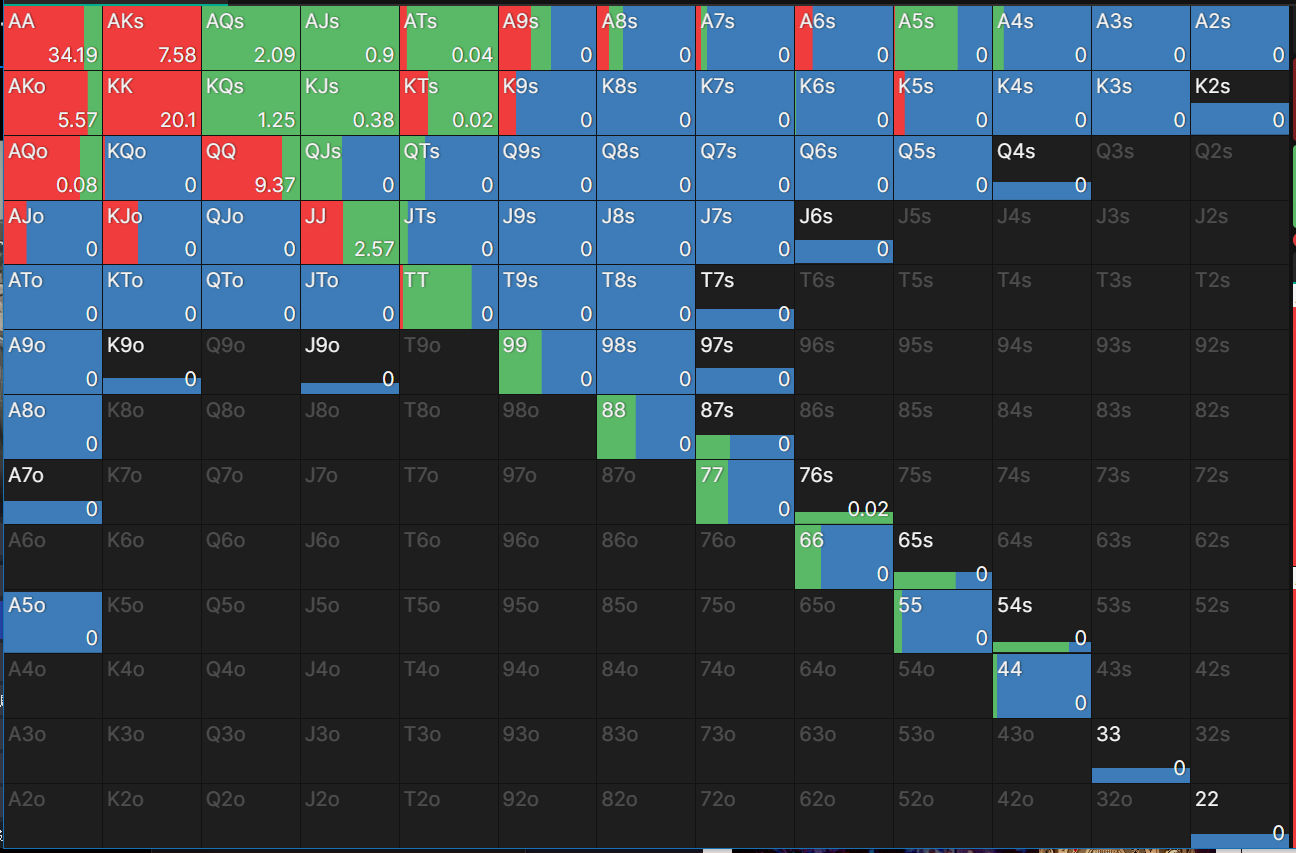 AA AKs AQs AJs ATs A9s A8s A7s A6s A5s A4s A3s A2s
34.19 7.58 2.09 0.9 0.04 0 0 0 0 0 0 0 0
AKo KK KQs KJs KTs K9s K8s K7s K6s K5s K4s K3s K2s
5.57 20.1 1.25 0.38 0.02 0 0 0 0 0 0 0 0
AQo KQo QQ QJs QTs Q9s Q8s Q7s Q6s Q5s Q4s Q3s Q2s
0.08 0 9.37 0 0 0 0 0 0 0 0
AJo KJo QJo JJ JTs J9s J8s J7s J6s J5s J4s J3s J2s
0 0 0 2.57 0 0 0 0 0
ATo KTo QTo JTo TT T9s T8s T7s T6s T5s T4s T3s T2s
0 0 0 0 0 0 0 0
A9o K9o Q9o J9o T9o 99 98s 97s 96s 95s 94s 93s 92s
0 0 0 0 0 0
A8o K8o Q8o J8o T8o 98o 88 87s 86s 85s 84s 83s 82s
0 0 0
A7o K7o Q7o J7o T7o 97o 87o 77 76s 75s 74s 73s 72s
0 0 0.02
A6o K6o Q6o J6o T6o 96o 86o 76o 66 65s 64s 63s 62s
0 0
A5o K5o Q5o J5o T5o 95o 85o 75o 65o 55 54s 53s 52s
0 0 0
A4o K4o Q4o J4o T4o 94o 84o 74o 64o 54o 44 43s 42s
0
A3o K3o Q3o J3o T3o 93o 83o 73o 63o 53o 43o 33 32s
0
A2o K2o Q2o J2o T2o 92o 82o 72o 62o 52o 42o 32o 22
0